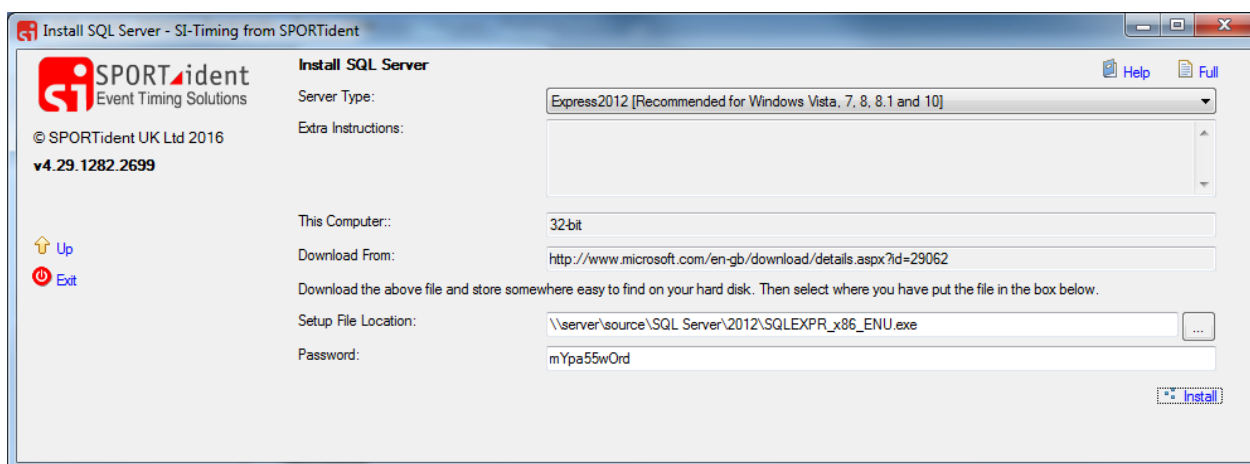 Install SQL Server - SI-Timing from SPORTident
SPORTident
Event Timing Solutions
© SPORTident UK Ltd 2016
v4.29.1282.2699
Up
Exit
Install SQL Server
Help
Full
Server Type:
Express2012 [Recommended for Windows Vista, 7, 8, 8.1 and 10]
Extra Instructions:
This Computer::
32-bit
Download From:
http://www.microsoft.com/en-gb/download/details.aspx?id=29062
Download the above file and store somewhere easy to find on your hard disk. Then select where you have put the file in the box below.
Setup File Location:
\\server\source\SQL Server\2012\SQLEXPR_x86_ENU.exe
...
Password:
mYpa55wOrd
Install